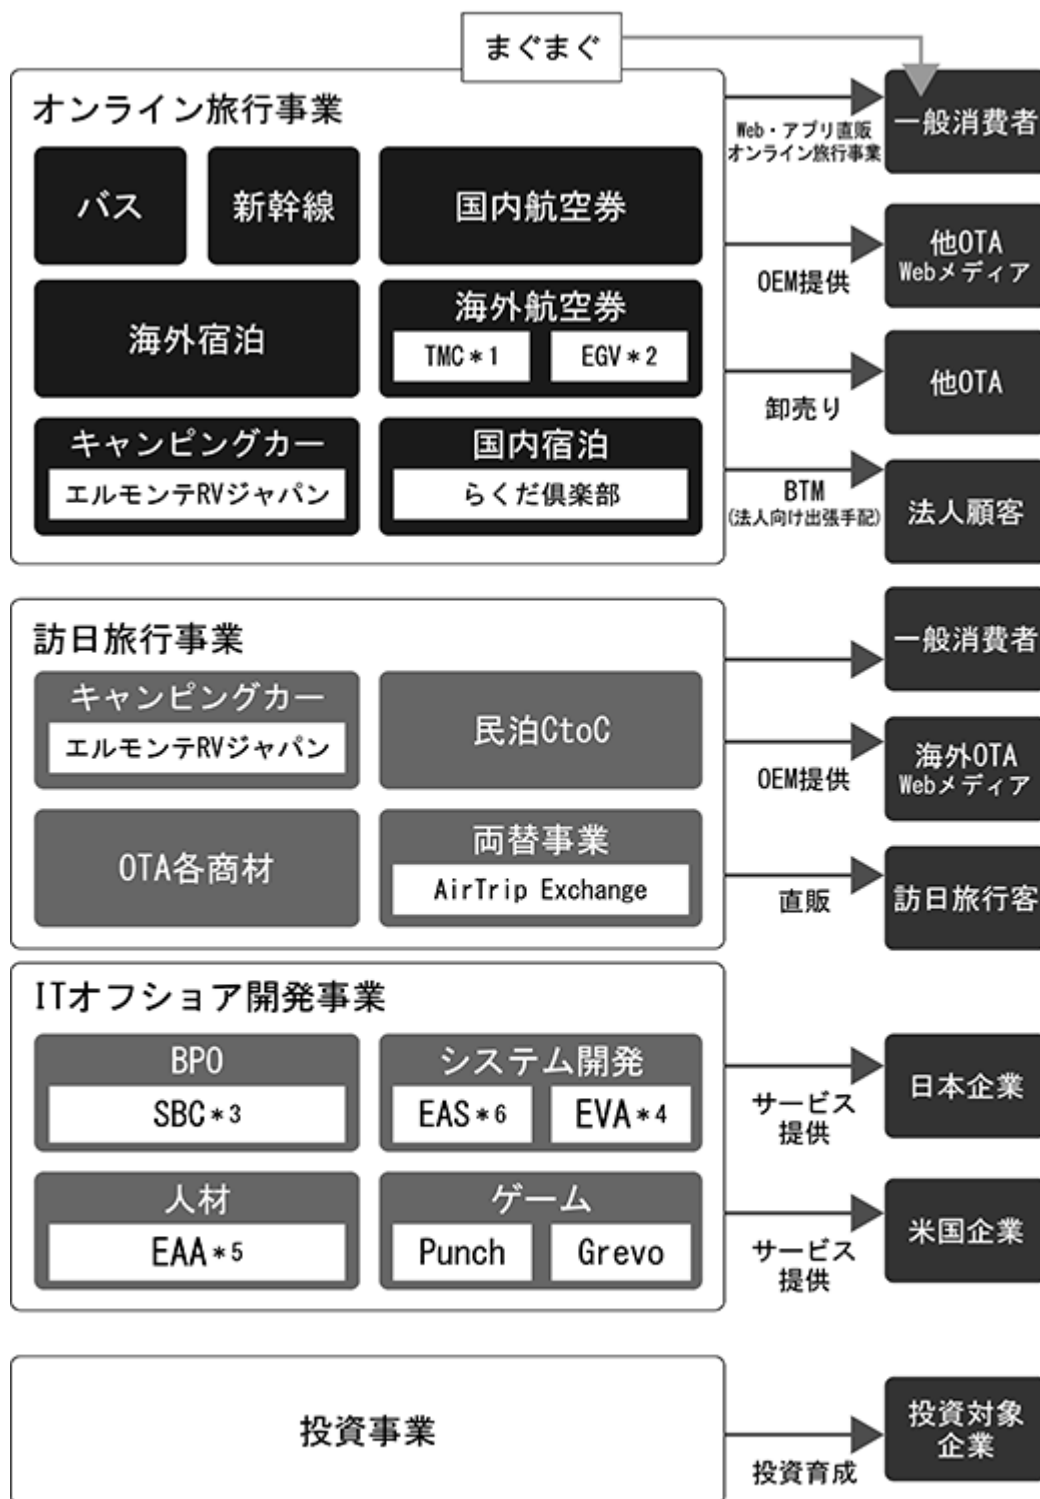 まぐまぐ
オンライン旅行事業
バス
新幹線
国内航空券
海外宿泊
海外航空券
TMC*1
EGV*2
キャンピングカー
エルモンテRVジャパン
国内宿泊
らくだ倶楽部
Web・アプリ直販
オンライン旅行事業
一般消費者
OEM提供
他OTA
Webメディア
卸売り
他OTA
BTM
(法人向け出張手配)
法人顧客
訪日旅行事業
キャンピングカー
エルモンテRVジャパン
民泊CtoC
OTA各商材
両替事業
AirTrip Exchange
一般消費者
OEM提供
海外OTA
Webメディア
直販
訪日旅行客
ITオフショア開発事業
BPO
SBC*3
システム開発
EAS*6
EVA*4
人材
EAA*5
ゲーム
Punch
Grevo
サービス
提供
日本企業
サービス
提供
米国企業
投資事業
投資育成
投資対象
企業